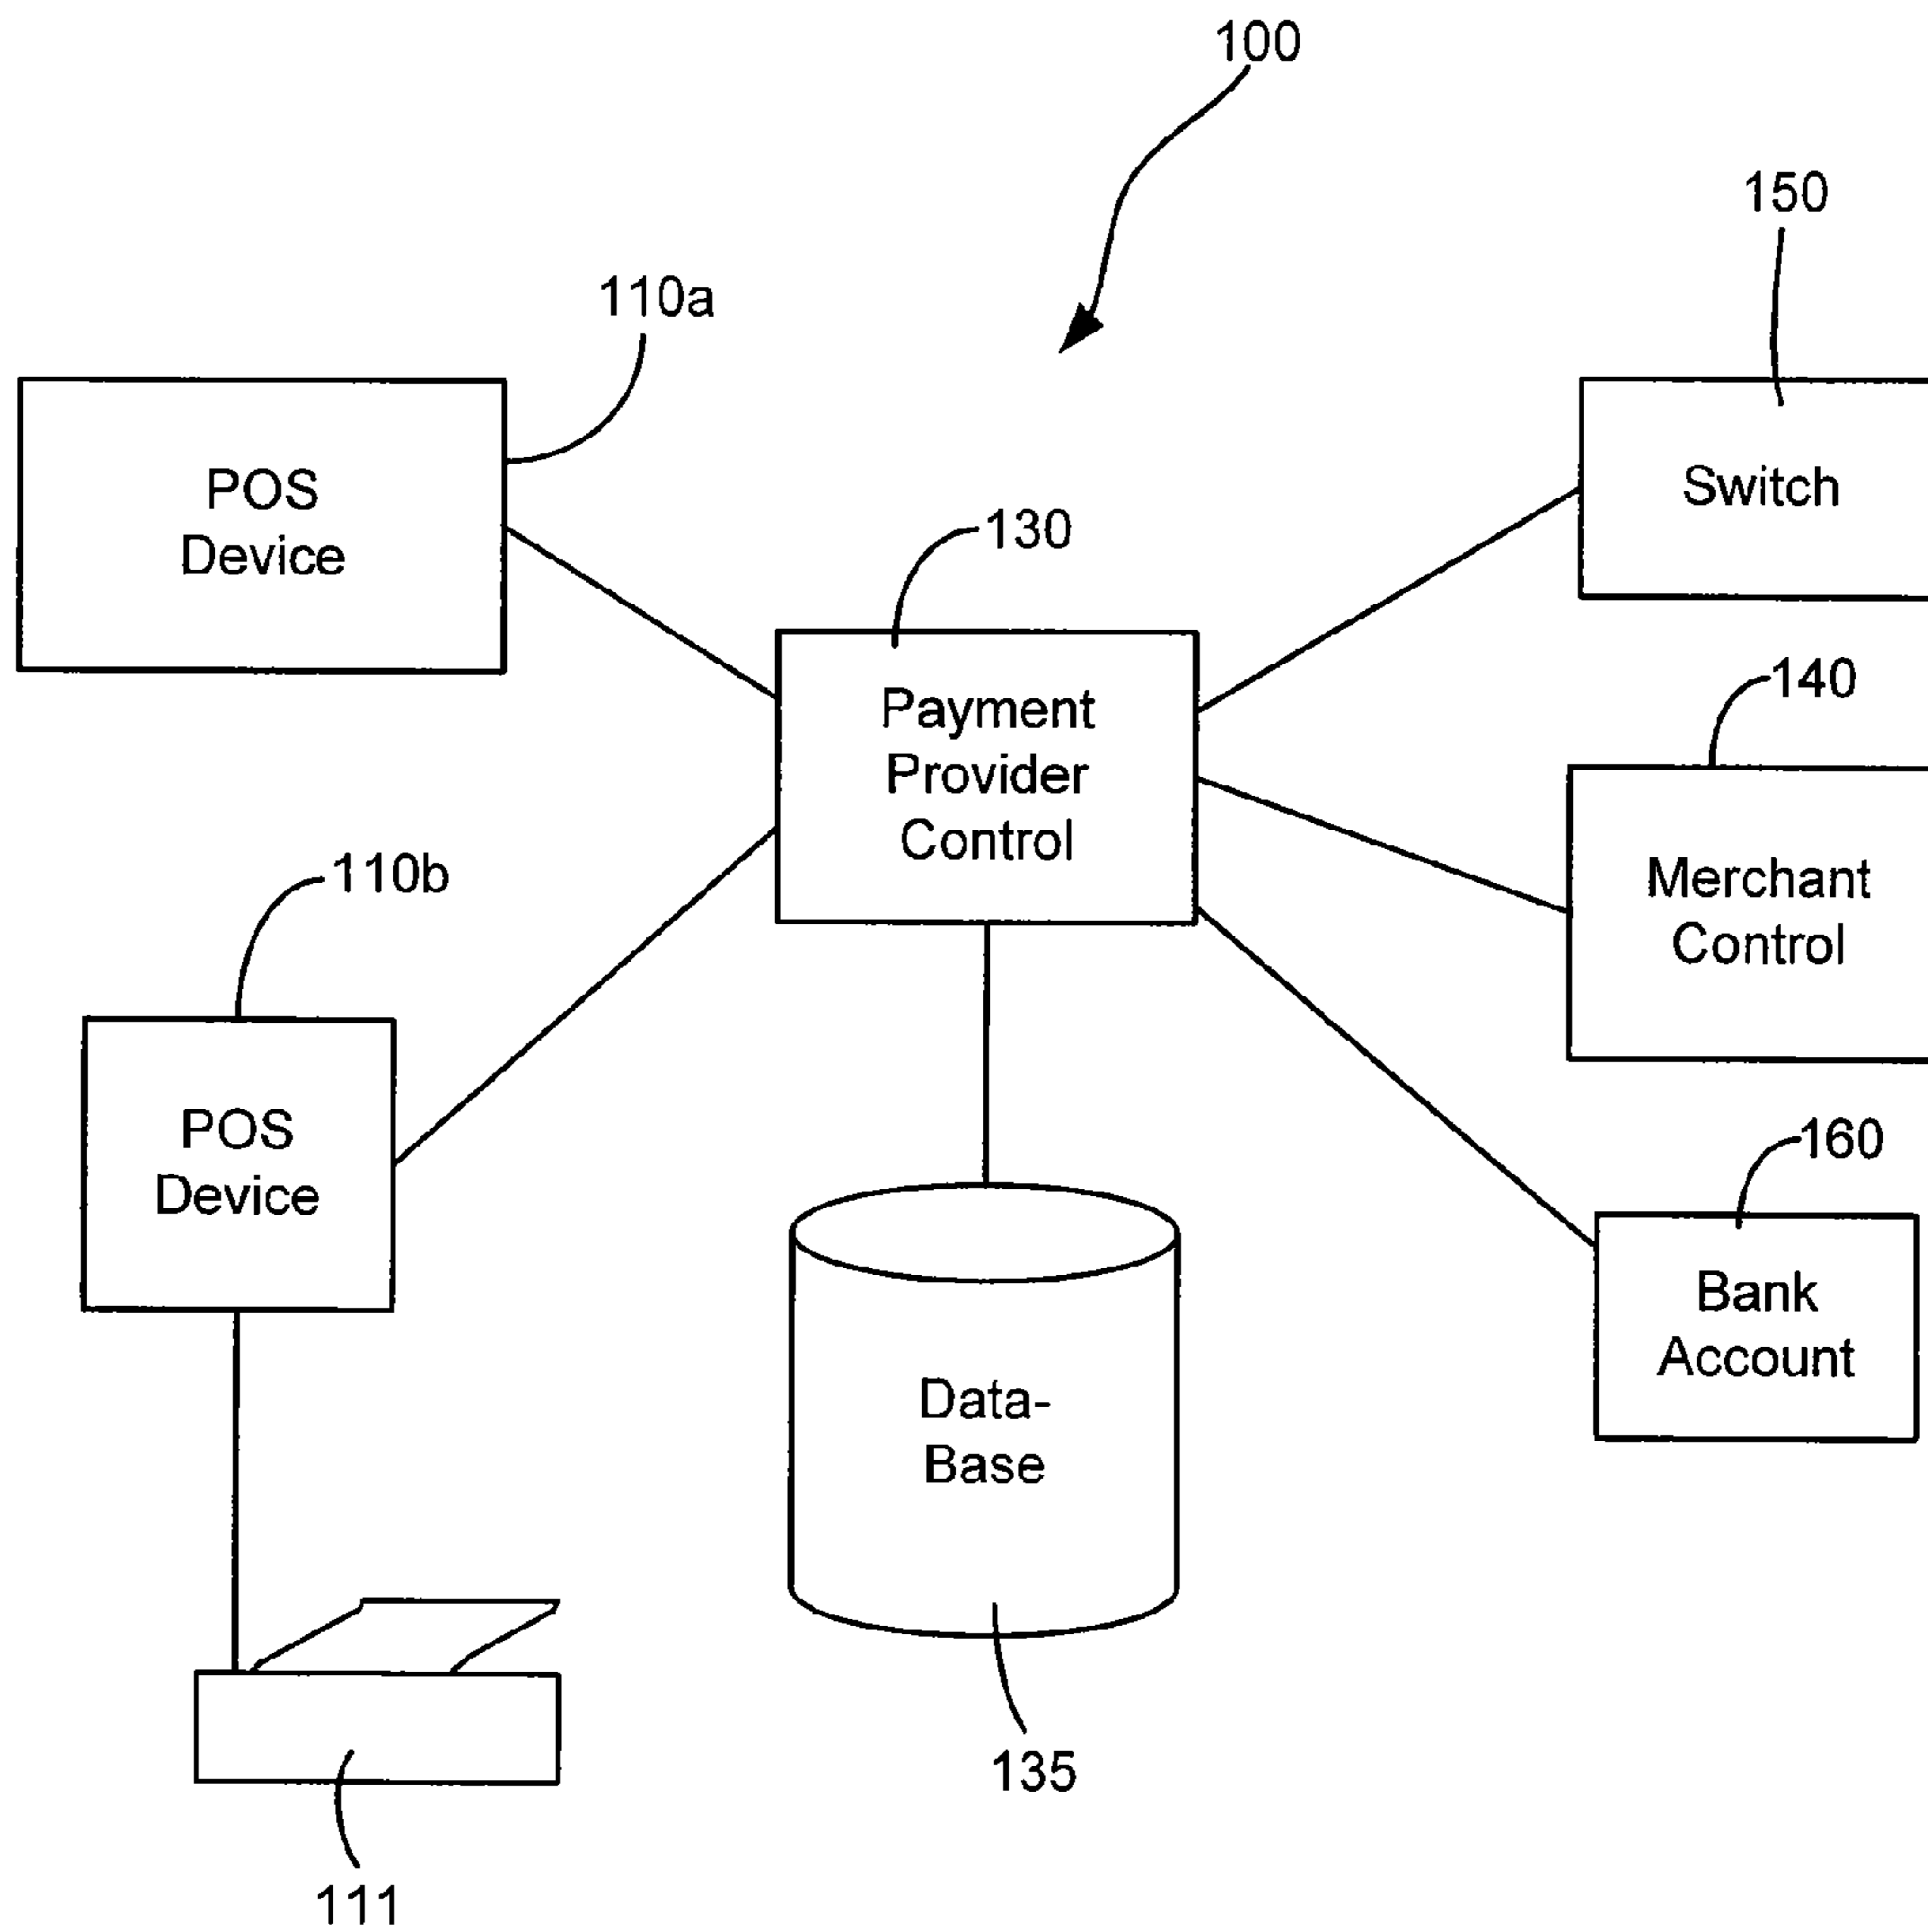 100
150
110a
POS
Device
Switch
130
140
Payment
Provider
Control
110b
Merchant
Control
POS
Device
160
Bank
Account
Data-
Base
135
111